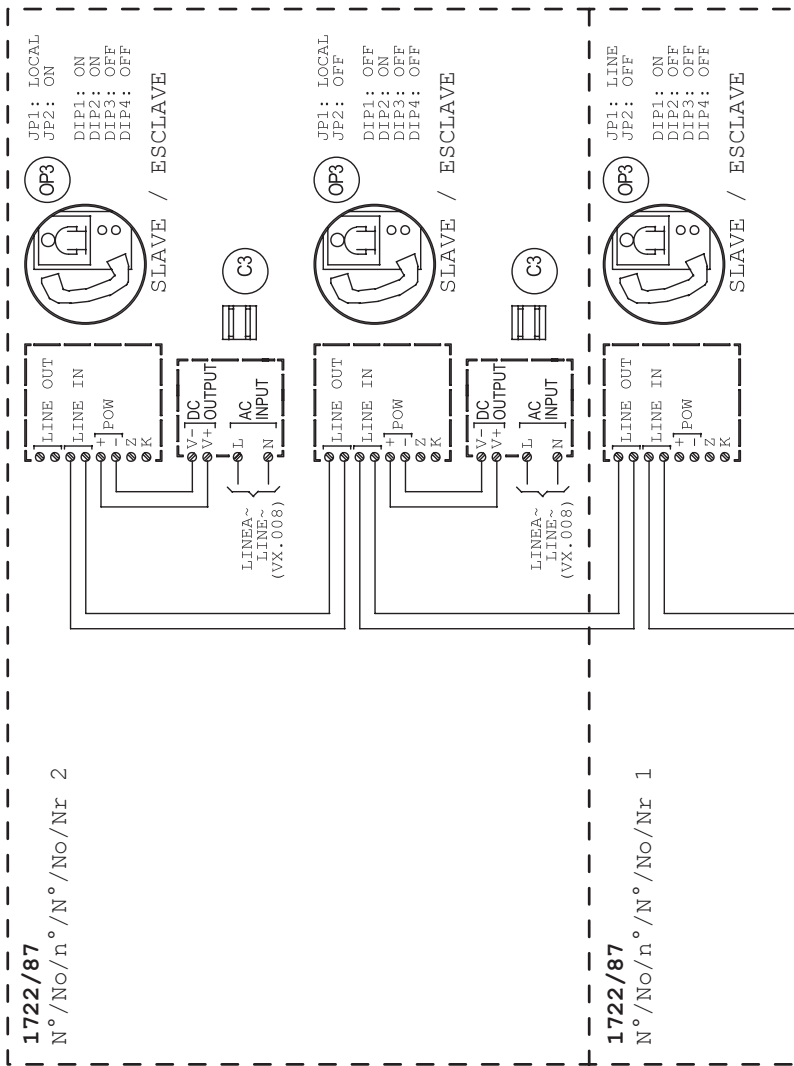 1722/87
N°/No/n°/N°/No/Nr 2
LINE OUT
LINE IN
+
-
POW
Z
K
OP3
JP1: LOCAL
JP2: ON
DIP1: ON
DIP2: ON
DIP3: OFF
DIP4: OFF
SLAVE / ESCLAVE
V-
V+
DC
OUTPUT
L
N
AC
INPUT
C3
LINEA~
LINE~
(VX.008)
LINE OUT
LINE IN
+
-
POW
Z
K
OP3
JP1: LOCAL
JP2: OFF
DIP1: OFF
DIP2: ON
DIP3: OFF
DIP4: OFF
SLAVE / ESCLAVE
V-
V+
DC
OUTPUT
L
N
AC
INPUT
C3
LINEA~
LINE~
(VX.008)
1722/87
N°/No/n°/N°/No/Nr 1
LINE OUT
LINE IN
+
-
POW
Z
K
OP3
JP1: LINE
JP2: OFF
DIP1: ON
DIP2: OFF
DIP3: OFF
DIP4: OFF
SLAVE / ESCLAVE